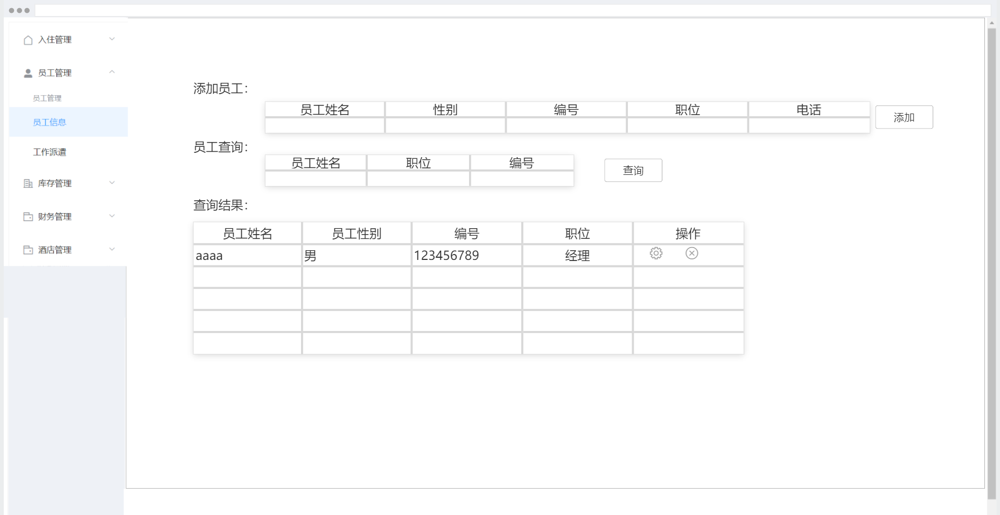 入住管理
员工管理
员工管理
员工信息
工作派遣
库存管理
财务管理
酒店管理
添加员工：
员工姓名 性别 编号 职位 电话
添加
员工查询：
员工姓名 职位 编号
查询
查询结果：
员工姓名 员工性别 编号 职位 操作
aaaa 男 123456789 经理